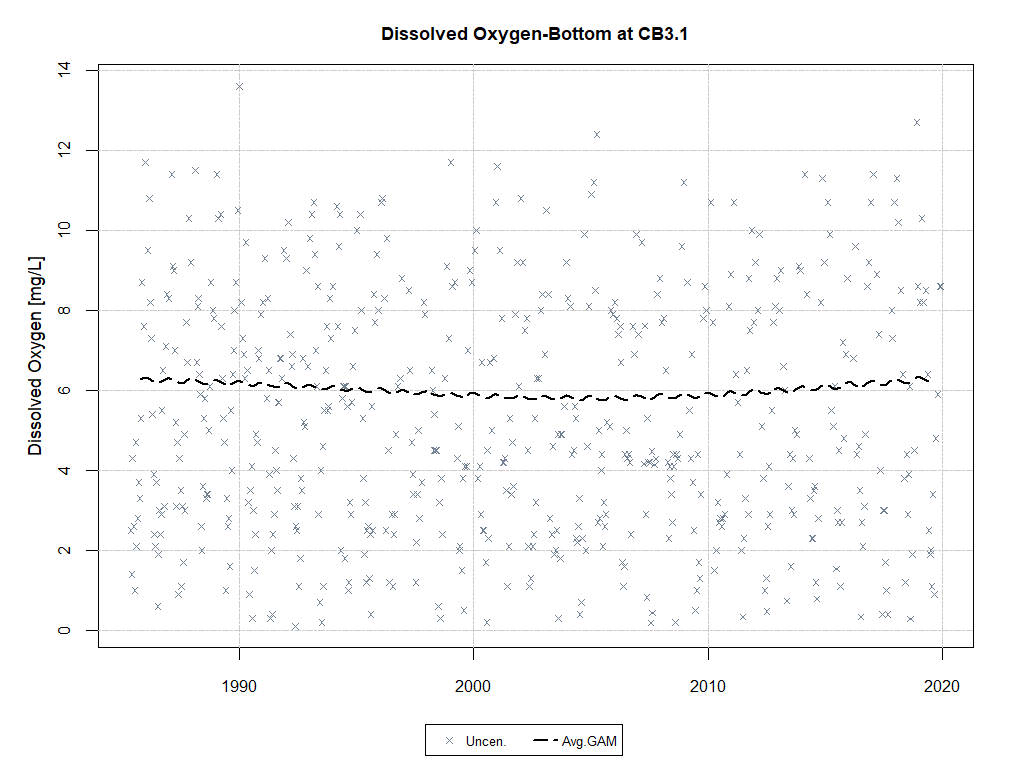 Dissolved Oxygen-Bottom at CB3.1
Dissolved Oxygen [mg/L]
14
12
10
8
6
4
2
0
1990 2000 2010 2020
Uncen. Avg.GAM